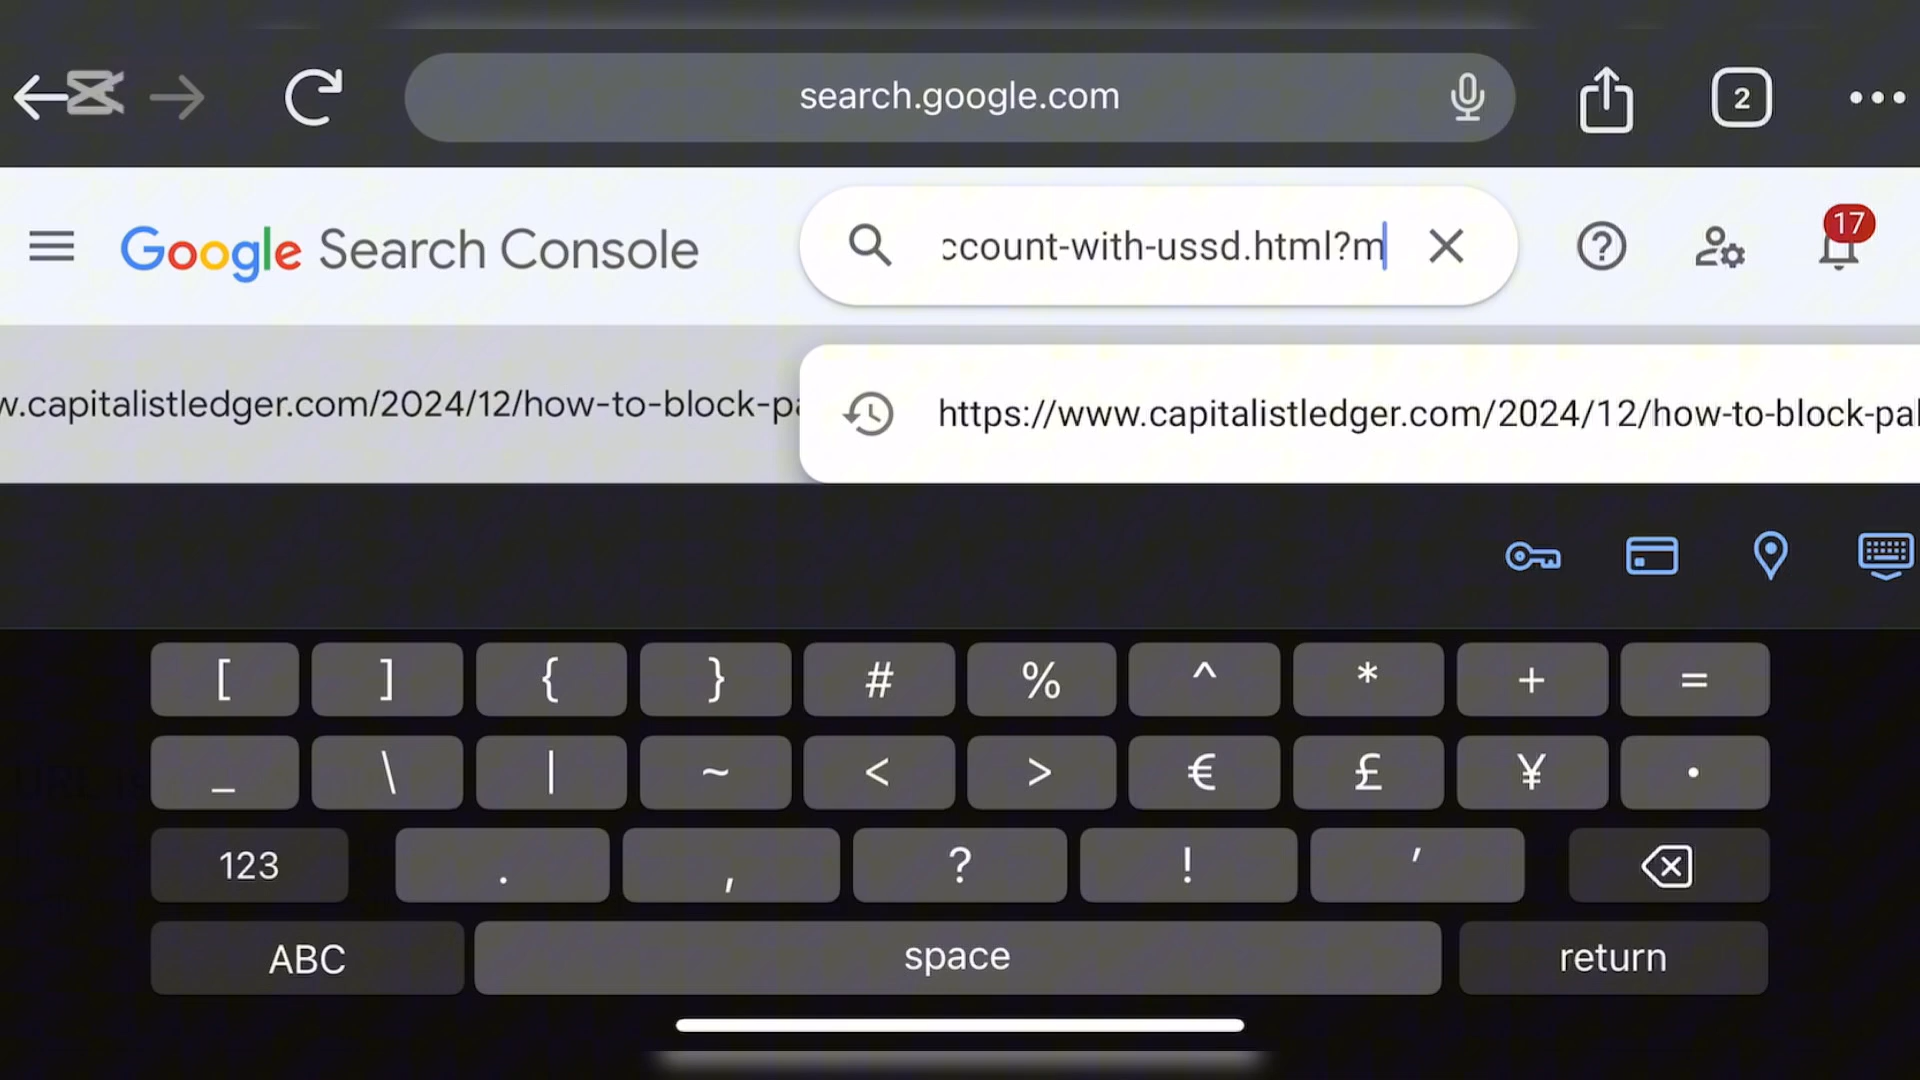 search.google.com
2
Google Search Console
ccount-with-ussd.html?m
17
w.capitalistledger.com/2024/12/how-to-block-pa
https://www.capitalistledger.com/2024/12/how-to-block-pal
[ ] { } # % ^ * + =
_ \ | ~ < > € £ ¥ •
123 . , ? ! '
ABC space return